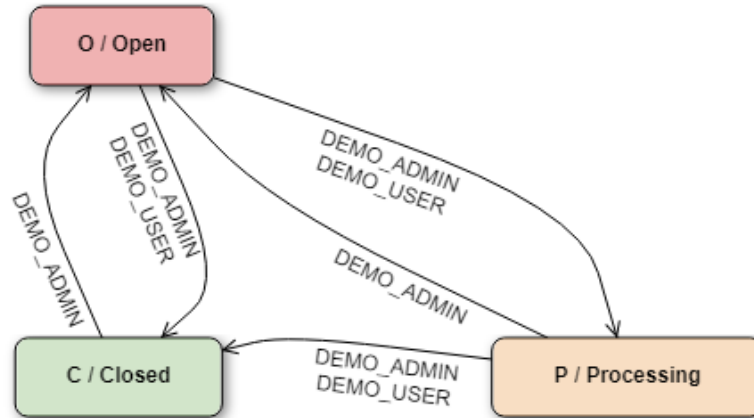 O / Open
DEMO_ADMIN
DEMO_USER
DEMO_ADMIN
DEMO_USER
DEMO_ADMIN
DEMO_ADMIN
C / Closed
DEMO_ADMIN
DEMO_USER
P / Processing